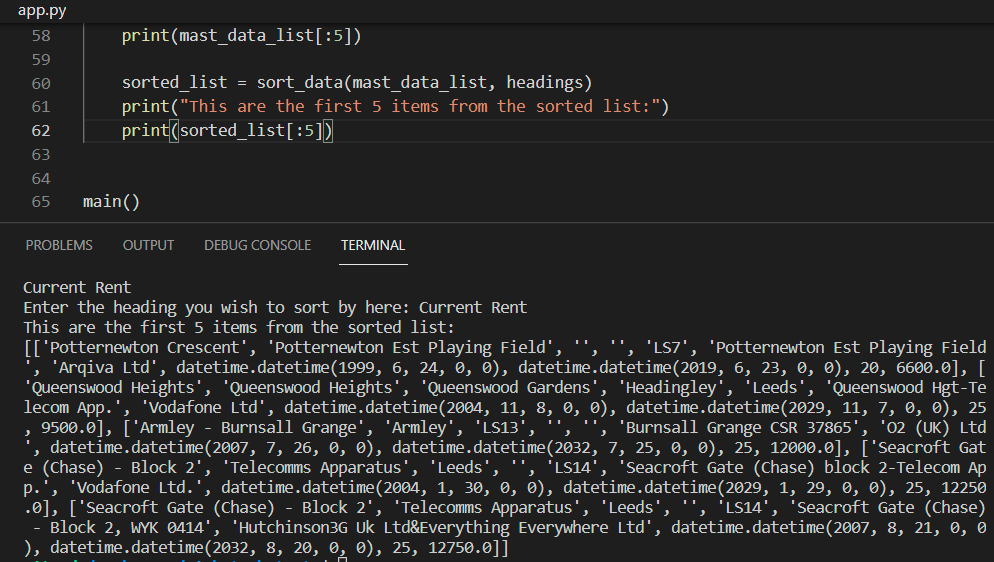 app.py
58 print(mast_data_list[:5])
59
60 sorted_list = sort_data(mast_data_list, headings)
61 print("This are the first 5 items from the sorted list:")
62 print(sorted_list[:5])
63
64
65 main()
PROBLEMS OUTPUT DEBUG CONSOLE TERMINAL
Current Rent
Enter the heading you wish to sort by here: Current Rent
This are the first 5 items from the sorted list:
[['Potternewton Crescent', 'Potternewton Est Playing Field', '', '', 'LS7', 'Potternewton Est Playing Field
', 'Arqiva Ltd', datetime.datetime(1999, 6, 24, 0, 0), datetime.datetime(2019, 6, 23, 0, 0), 20, 6600.0], [
'Queenswood Heights', 'Queenswood Heights', 'Queenswood Gardens', 'Headingley', 'Leeds', 'Queenswood Hgt-Te
lecom App.', 'Vodafone Ltd', datetime.datetime(2004, 11, 8, 0, 0), datetime.datetime(2029, 11, 7, 0, 0), 25
, 9500.0], ['Armley - Burnsall Grange', 'Armley', 'LS13', '', '', 'Burnsall Grange CSR 37865', 'O2 (UK) Ltd
', datetime.datetime(2007, 7, 26, 0, 0), datetime.datetime(2032, 7, 25, 0, 0), 25, 12000.0], ['Seacroft Gat
e (Chase) - Block 2', 'Telecomms Apparatus', 'Leeds', '', 'LS14', 'Seacroft Gate (Chase) block 2-Telecom Ap
p.', 'Vodafone Ltd.', datetime.datetime(2004, 1, 30, 0, 0), datetime.datetime(2029, 1, 29, 0, 0), 25, 12250
.0], ['Seacroft Gate (Chase) - Block 2', 'Telecomms Apparatus', 'Leeds', '', 'LS14', 'Seacroft Gate (Chase)
 - Block 2, WYK 0414', 'Hutchinson3G Uk Ltd&Everything Everywhere Ltd', datetime.datetime(2007, 8, 21, 0, 0
), datetime.datetime(2032, 8, 20, 0, 0), 25, 12750.0]]